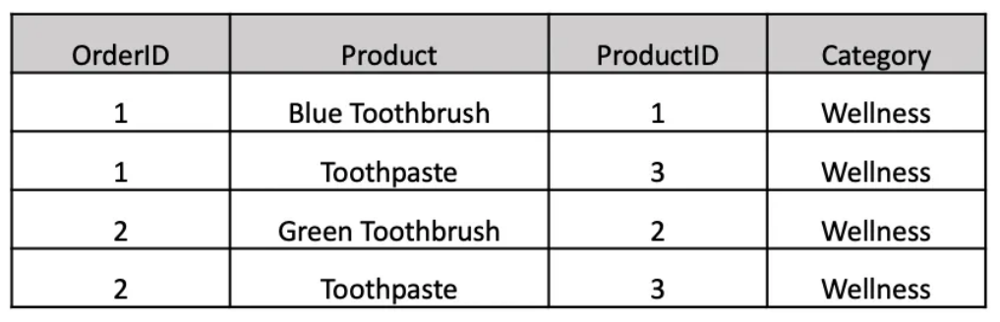 OrderID Product ProductID Category
1 Blue Toothbrush 1 Wellness
1 Toothpaste 3 Wellness
2 Green Toothbrush 2 Wellness
2 Toothpaste 3 Wellness